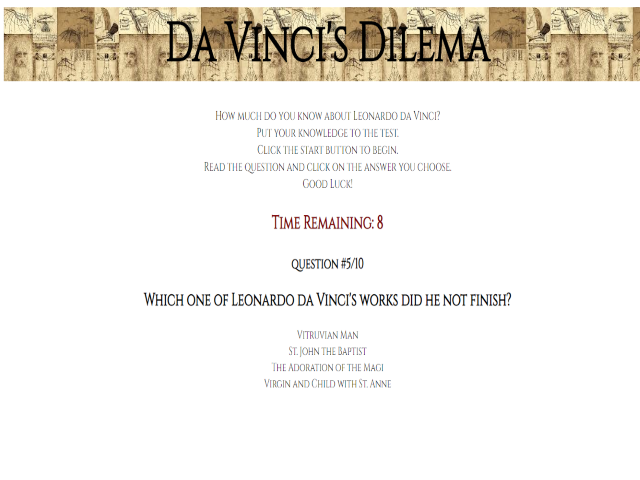 Da Vinci's Dilema
How much do you know about Leonardo da Vinci?
Put your knowledge to the test.
Click the start button to begin.
Read the question and click on the answer you choose.
Good Luck!
Time Remaining: 8
question #5/10
Which one of Leonardo da Vinci's works did he not finish?
Vitruvian Man
St. John the Baptist
The Adoration of the Magi
Virgin and Child with St. Anne